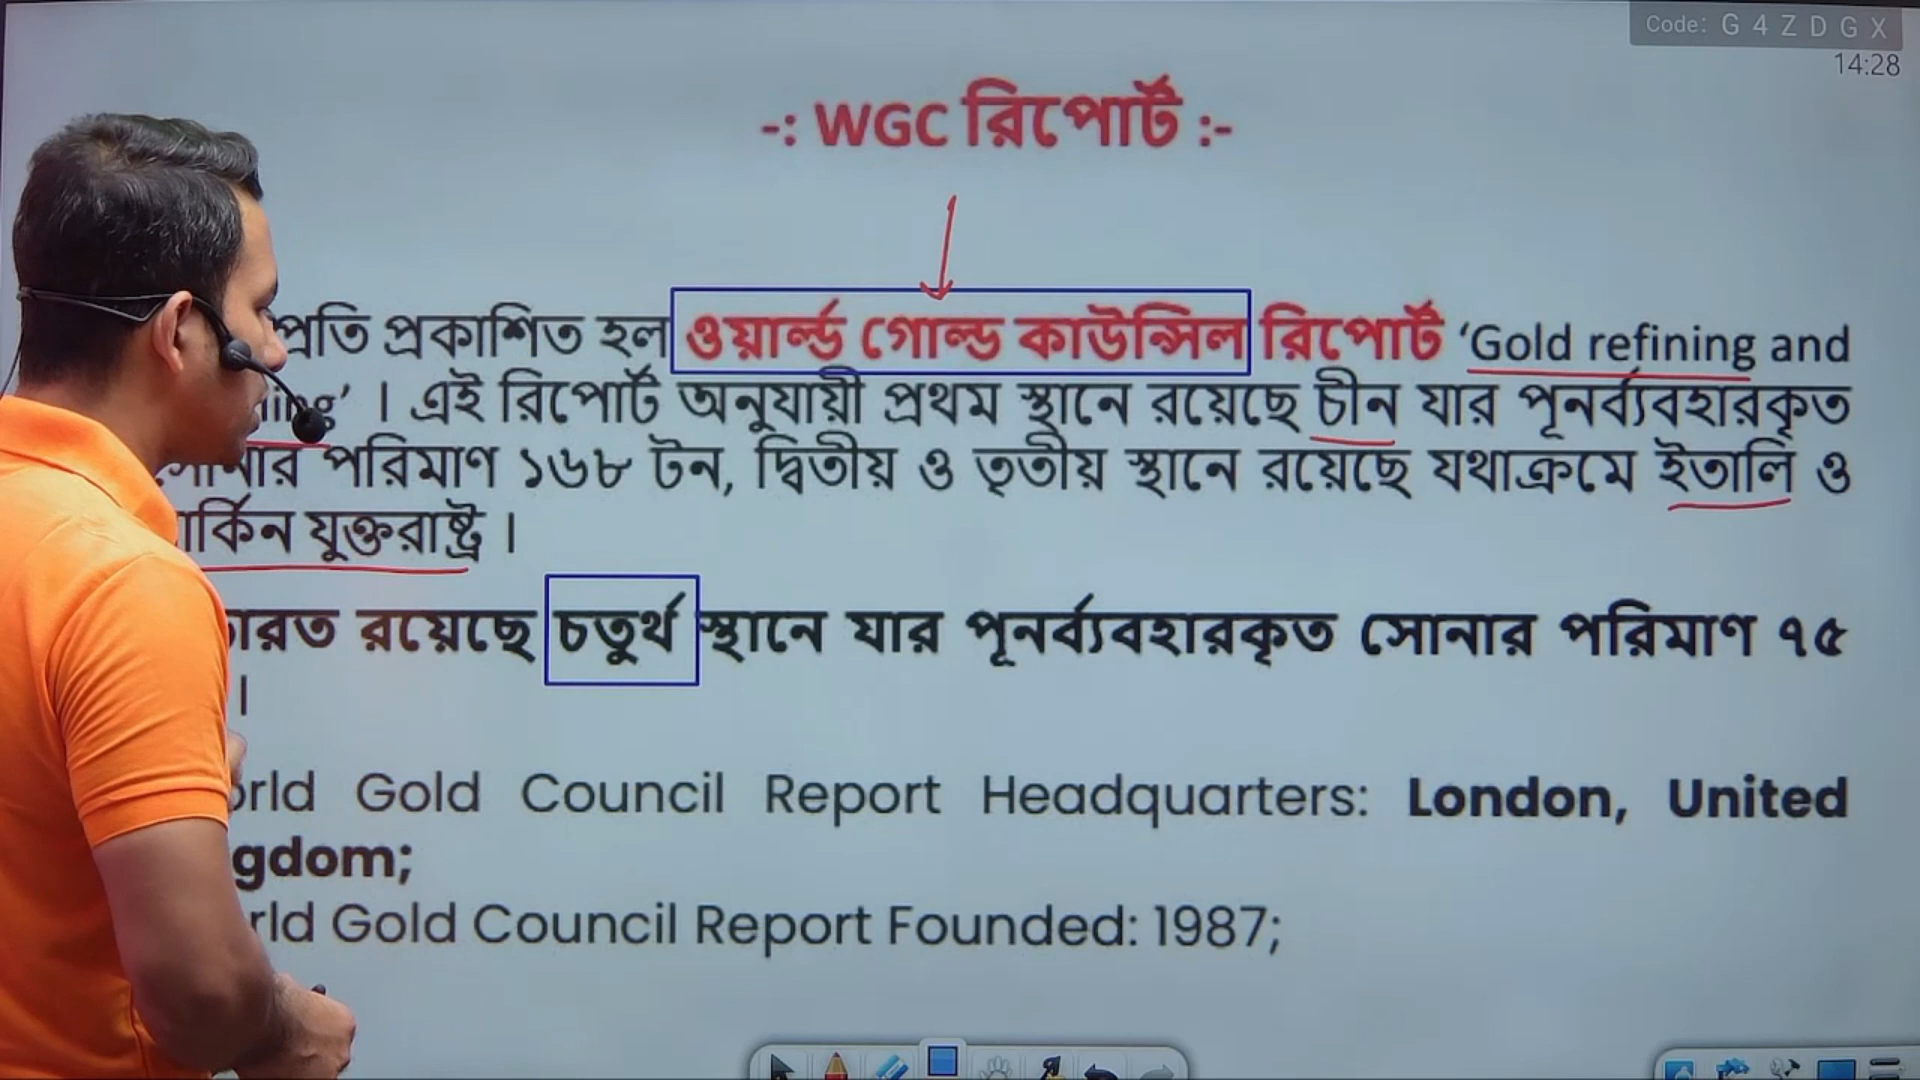 Code: G 4 Z D G X
14:28
-: WGC রিপোর্ট :-
প্রতি প্রকাশিত হল ওয়ার্ল্ড গোল্ড কাউন্সিল রিপোর্ট ‘Gold refining and
’ । এই রিপোর্ট অনুযায়ী প্রথম স্থানে রয়েছে চীন যার পূনর্ব্যবহারকৃত
পরিমাণ ১৬৮ টন, দ্বিতীয় ও তৃতীয় স্থানে রয়েছে যথাক্রমে ইতালি ও
যুক্তরাষ্ট্র ।
রয়েছে চতুর্থ স্থানে যার পূনর্ব্যবহারকৃত সোনার পরিমাণ ৭৫
।
Gold Council Report Headquarters: London, United
gdom;
Gold Council Report Founded: 1987;